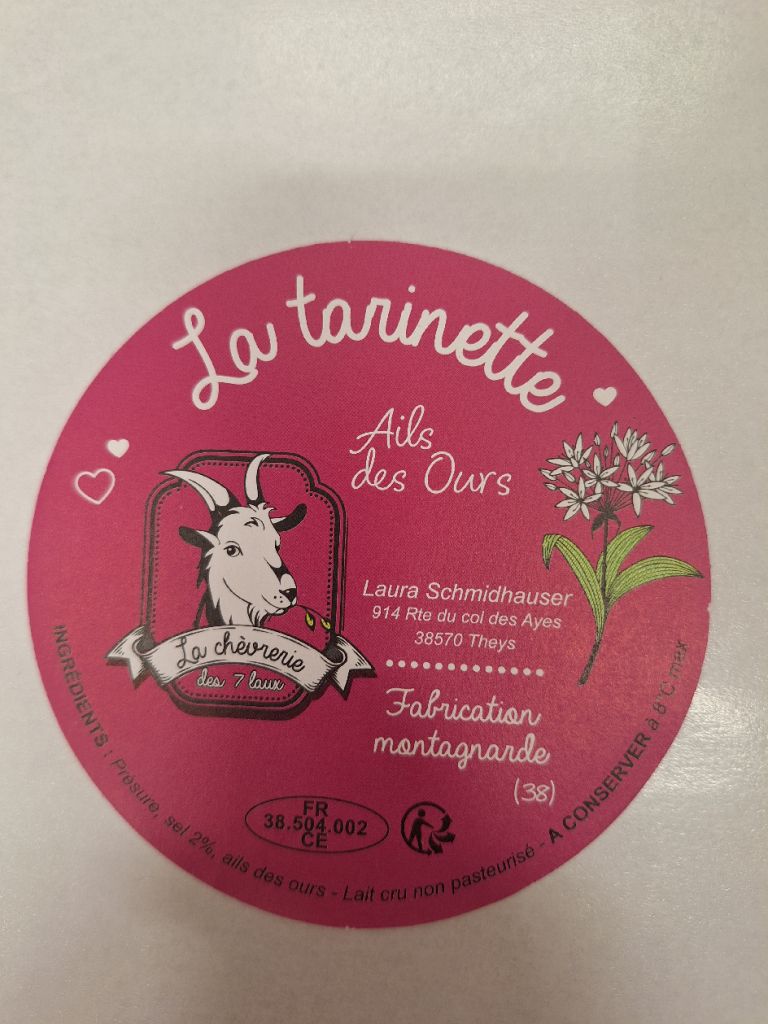 La tarinette
Ails
des Ours
Laura Schmidhauser
914 Rte du col des Ayes
38570 Theys
La chèvrerie
des 7 laux
Fabrication
montagnarde
(38)
FR
38.504.002
CE
INGRÉDIENTS : Présure, sel 2%, ails des ours - Lait cru non pasteurisé - A CONSERVER à 8°C mex